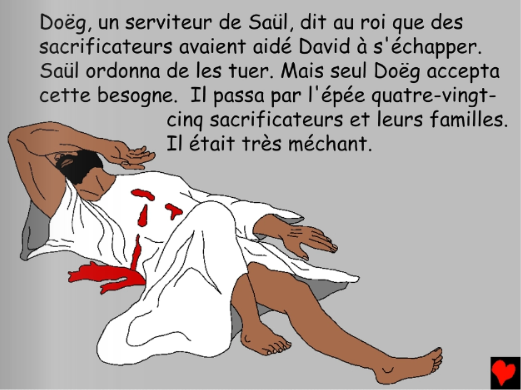 Doëg, un serviteur de Saül, dit au roi que des
sacrificateurs avaient aidé David à s'échapper.
Saül ordonna de les tuer. Mais seul Doëg accepta
cette besogne. Il passa par l'épée quatre-vingt-
cinq sacrificateurs et leurs familles.
Il était très méchant.